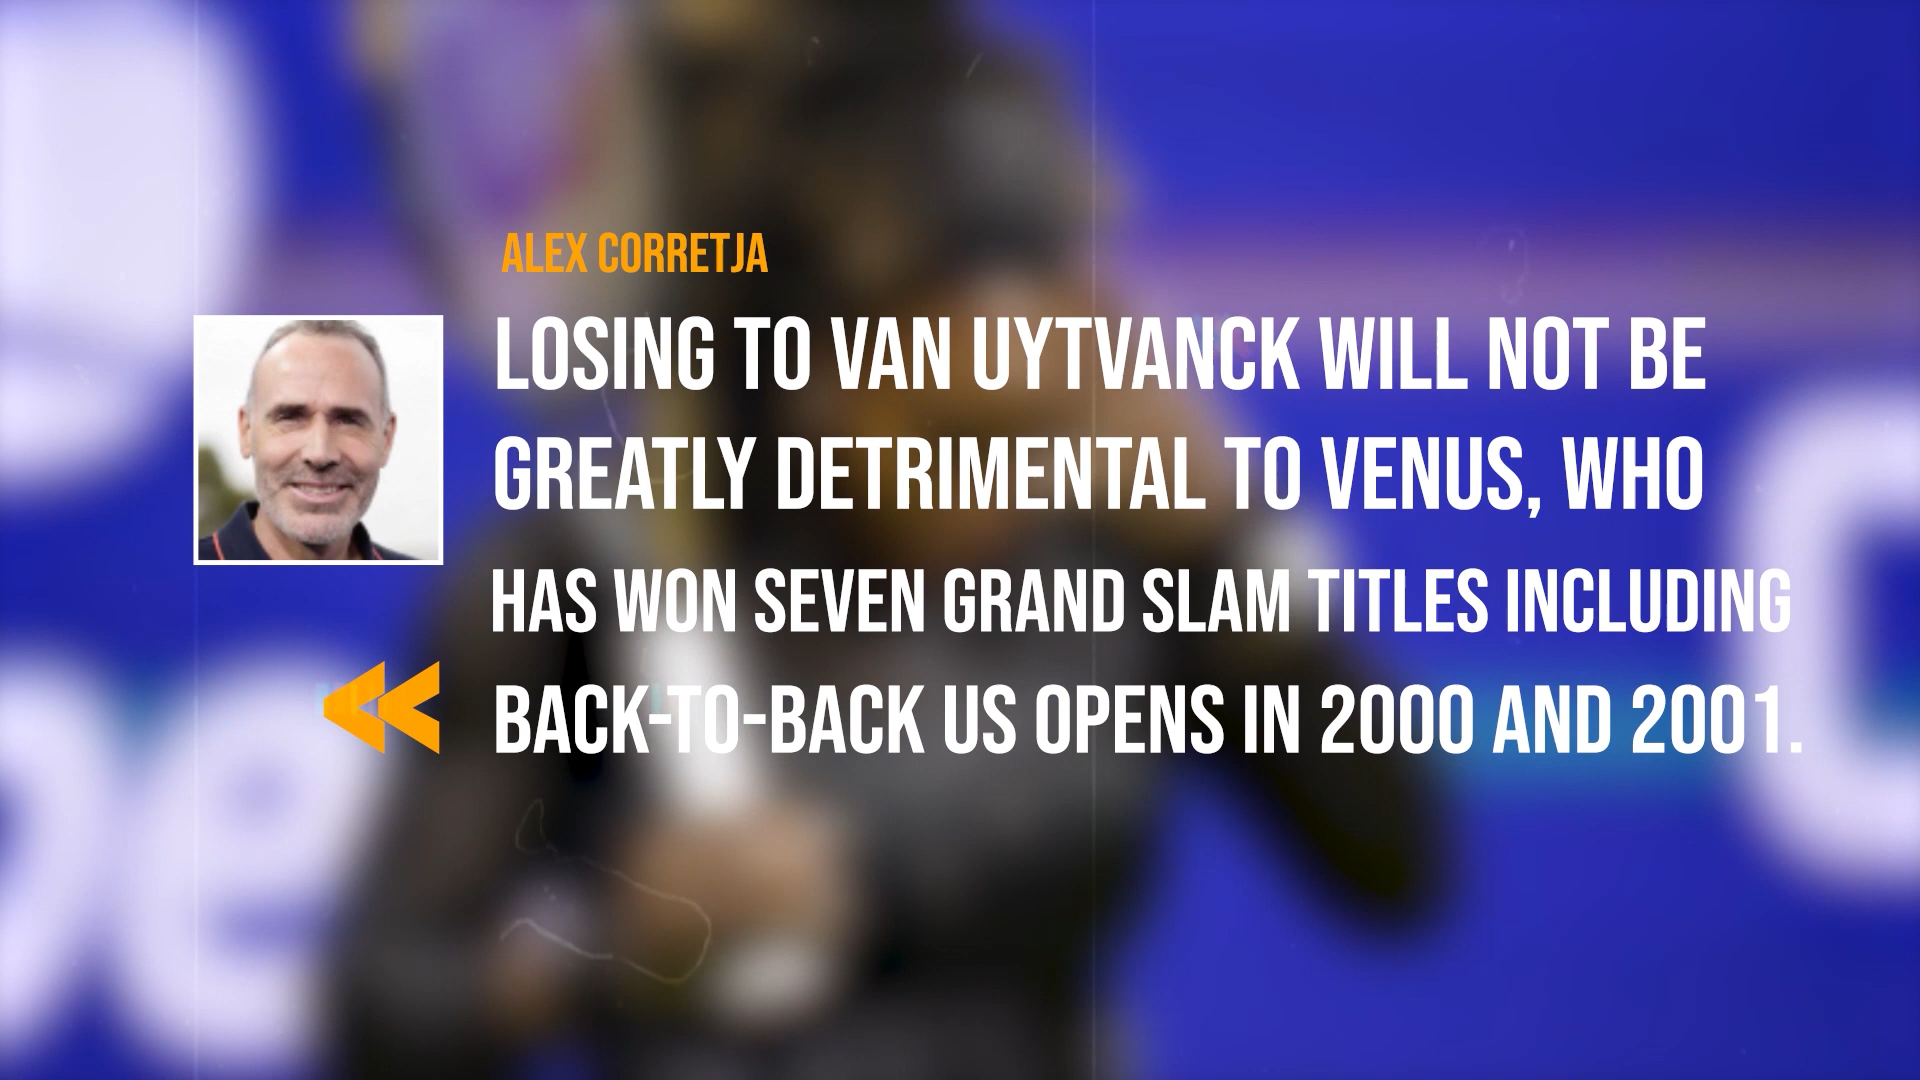 ALEX CORRETJA
LOSING TO VAN UYTVANCK WILL NOT BE
GREATLY DETRIMENTAL TO VENUS, WHO
HAS WON SEVEN GRAND SLAM TITLES INCLUDING
BACK-TO-BACK US OPENS IN 2000 AND 2001.